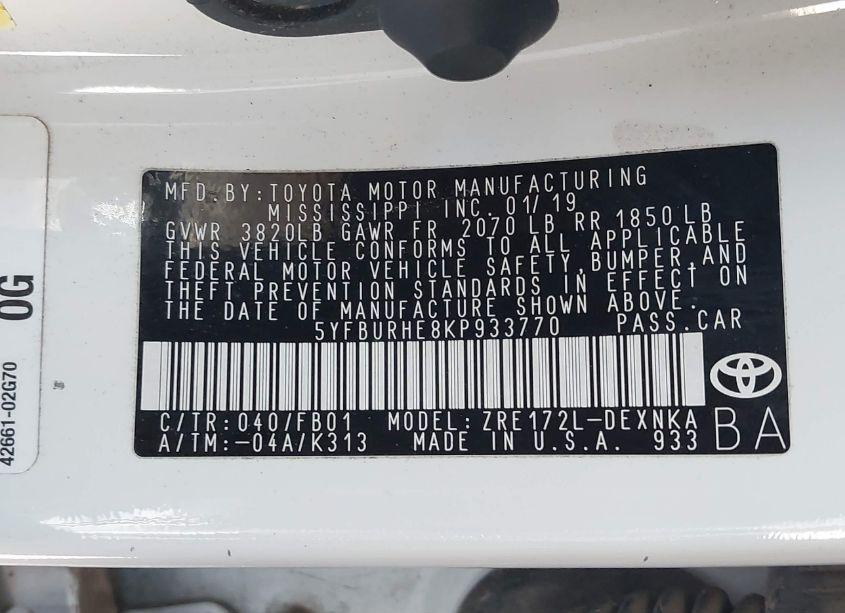 MFD.BY:TOYOTA MOTOR MANUFACTURING
MISSISSIPPI INC. 01/19
GVWR 3820LB GAWR FR 2070 LB RR 1850 LB
THIS VEHICLE CONFORMS TO ALL APPLICABLE
FEDERAL MOTOR VEHICLE SAFETY,BUMPER,AND
THEFT PREVENTION STANDARDS IN EFFECT ON
THE DATE OF MANUFACTURE SHOWN ABOVE.
5YFBURHE8KP933770 PASS.CAR
C/TR:040/FB01 MODEL:ZRE172L-DEXNKA
A/TM:-04A/K313 MADE IN U.S.A. 933
BA
0G
42661-02G70